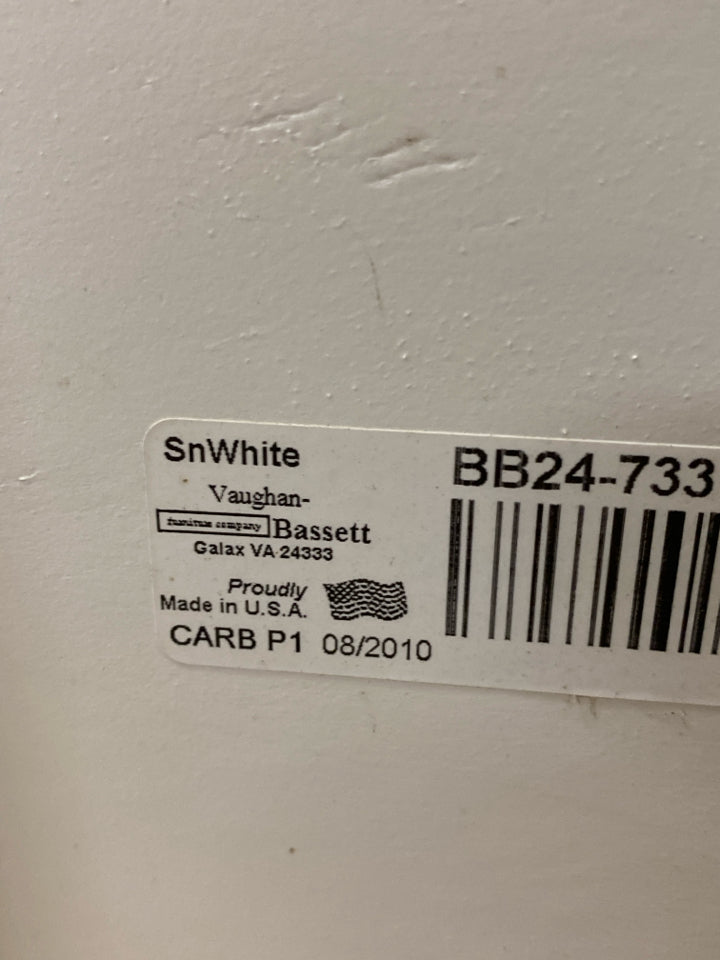 SnWhite
BB24-733
Vaughan-
furniture company Bassett
Galax VA 24333
Proudly
Made in U.S.A.
CARB P1 08/2010